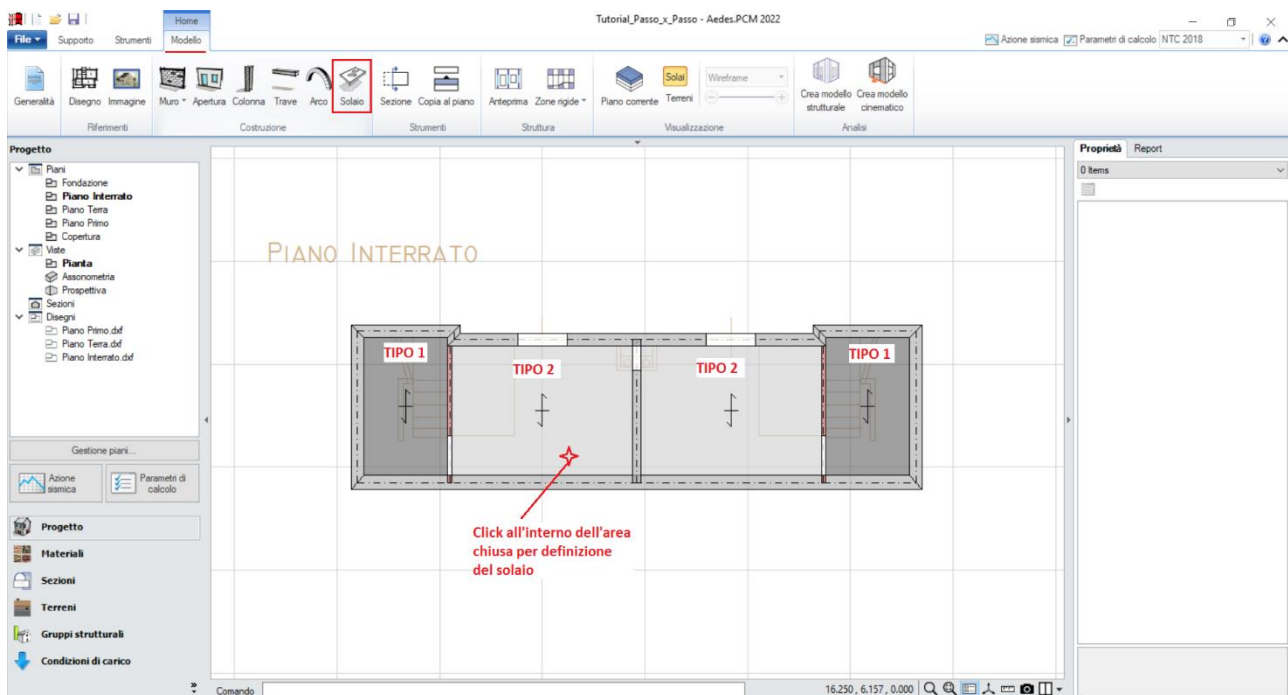 Home
Tutorial_Passo_x_Passo - Aedes.PCM 2022
File Supporto Strumenti Modello
Azione sismica Parametri di calcolo NTC 2018
Generalità Disegno Immagine Muro Apertura Colonna Trave Arco Solaio Sezione Copia al piano Anteprima Zone rigide Piano corrente Solai Terreni Wireframe Crea modello strutturale Crea modello cinematico
Riferimenti Costruzione Strumenti Struttura Visualizzazione Analisi
Progetto
Piani
Fondazione
Piano Interrato
Piano Terra
Piano Primo
Copertura
Viste
Pianta
Assonometria
Prospettiva
Sezioni
Disegni
Piano Primo.dxf
Piano Terra.dxf
Piano Interrato.dxf
Gestione piani...
Azione sismica
Parametri di calcolo
Progetto
Materiali
Sezioni
Terreni
Gruppi strutturali
Condizioni di carico
PIANO INTERRATO
TIPO 1
TIPO 2
TIPO 2
TIPO 1
Click all'interno dell'area
chiusa per definizione
del solaio
Proprietà Report
0 Items
Comando
16.250 , 6.157 , 0.000